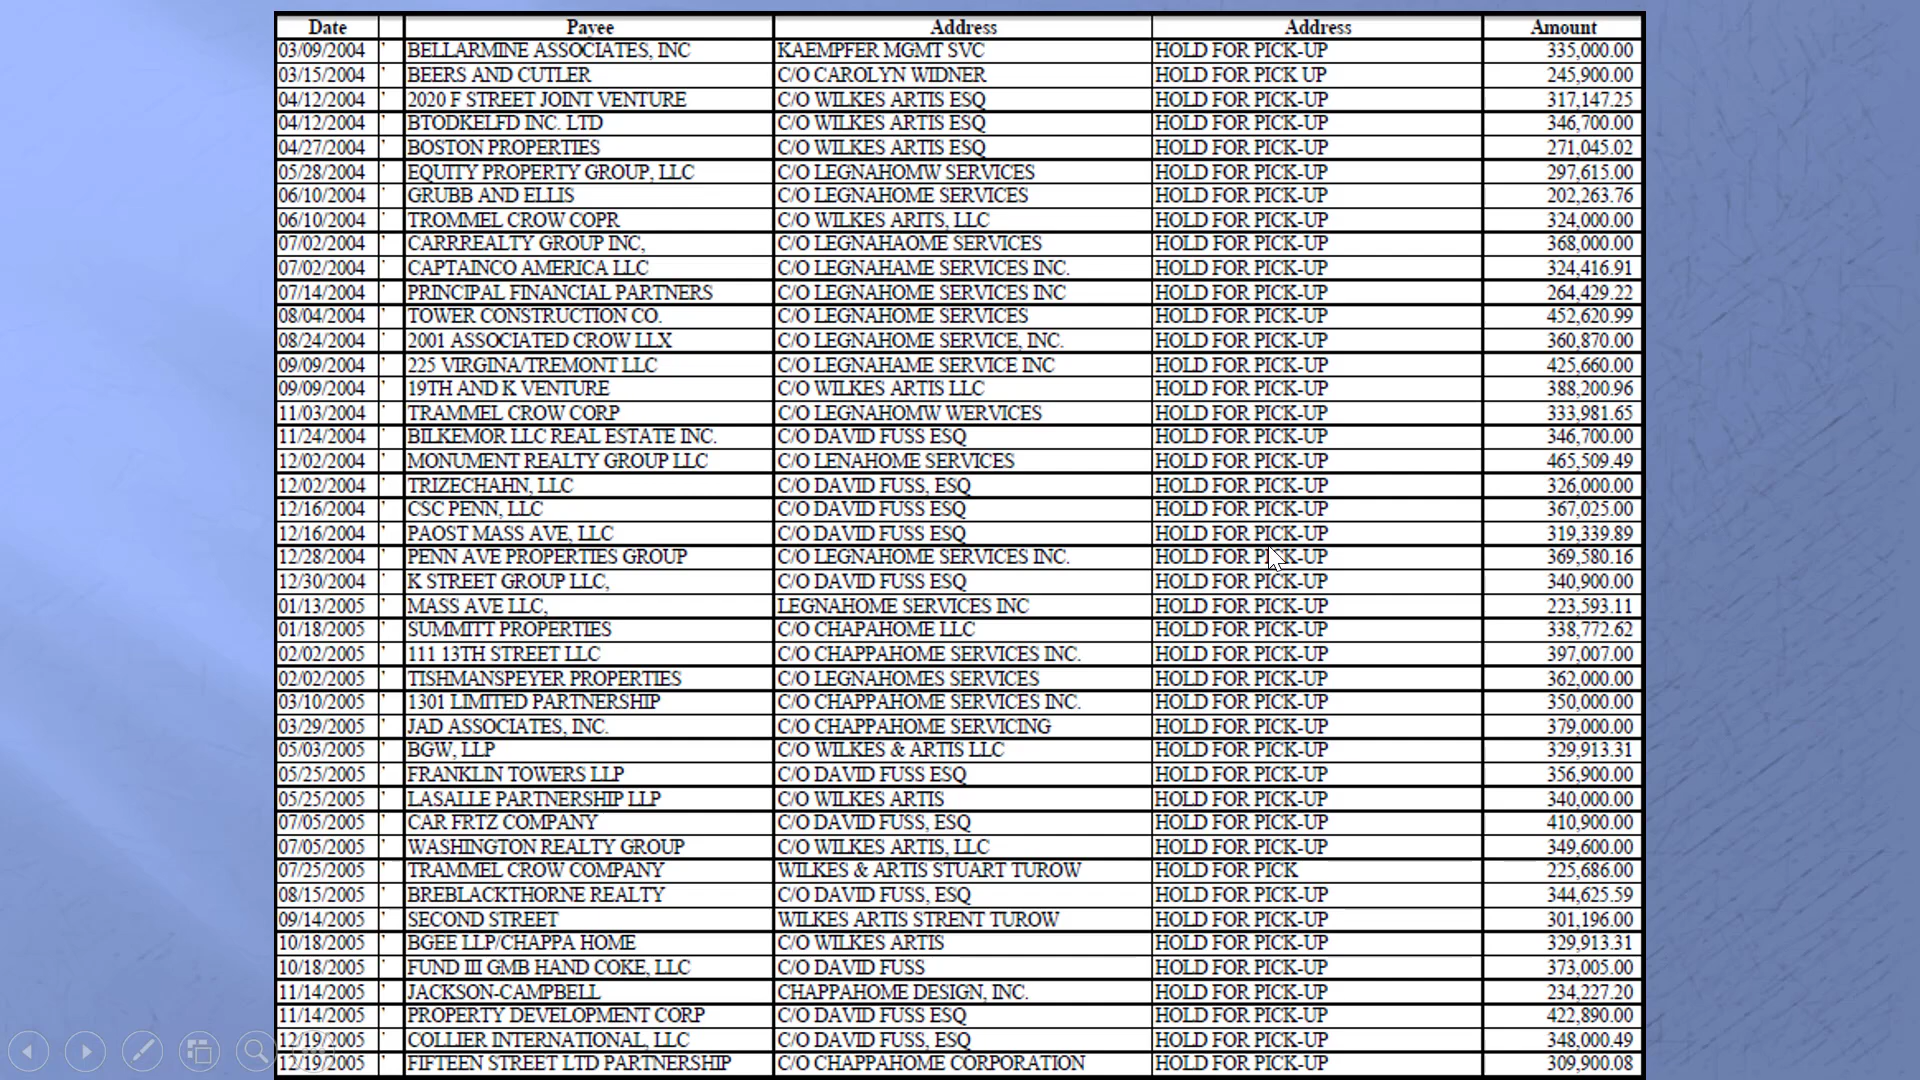 Date Payee Address Address Amount
03/09/2004 ' BELLARMINE ASSOCIATES, INC KAEMPFER MGMT SVC HOLD FOR PICK-UP 335,000.00
03/15/2004 ' BEERS AND CUTLER C/O CAROLYN WIDNER HOLD FOR PICK UP 245,900.00
04/12/2004 ' 2020 F STREET JOINT VENTURE C/O WILKES ARTIS ESQ HOLD FOR PICK-UP 317,147.25
04/12/2004 ' BTODKELFD INC. LTD C/O WILKES ARTIS ESQ HOLD FOR PICK-UP 346,700.00
04/27/2004 ' BOSTON PROPERTIES C/O WILKES ARTIS ESQ HOLD FOR PICK-UP 271,045.02
05/28/2004 ' EQUITY PROPERTY GROUP, LLC C/O LEGNAHOMW SERVICES HOLD FOR PICK-UP 297,615.00
06/10/2004 ' GRUBB AND ELLIS C/O LEGNAHOME SERVICES HOLD FOR PICK-UP 202,263.76
06/10/2004 ' TROMMEL CROW COPR C/O WILKES ARITS, LLC HOLD FOR PICK-UP 324,000.00
07/02/2004 ' CARRREALTY GROUP INC, C/O LEGNAHAOME SERVICES HOLD FOR PICK-UP 368,000.00
07/02/2004 ' CAPTAINCO AMERICA LLC C/O LEGNAHAME SERVICES INC. HOLD FOR PICK-UP 324,416.91
07/14/2004 ' PRINCIPAL FINANCIAL PARTNERS C/O LEGNAHOME SERVICES INC HOLD FOR PICK-UP 264,429.22
08/04/2004 ' TOWER CONSTRUCTION CO. C/O LEGNAHOME SERVICES HOLD FOR PICK-UP 452,620.99
08/24/2004 ' 2001 ASSOCIATED CROW LLX C/O LEGNAHOME SERVICE, INC. HOLD FOR PICK-UP 360,870.00
09/09/2004 ' 225 VIRGINA/TREMONT LLC C/O LEGNAHAME SERVICE INC HOLD FOR PICK-UP 425,660.00
09/09/2004 ' 19TH AND K VENTURE C/O WILKES ARTIS LLC HOLD FOR PICK-UP 388,200.96
11/03/2004 ' TRAMMEL CROW CORP C/O LEGNAHOMW WERVICES HOLD FOR PICK-UP 333,981.65
11/24/2004 ' BILKEMOR LLC REAL ESTATE INC. C/O DAVID FUSS ESQ HOLD FOR PICK-UP 346,700.00
12/02/2004 ' MONUMENT REALTY GROUP LLC C/O LENAHOME SERVICES HOLD FOR PICK-UP 465,509.49
12/02/2004 ' TRIZECHAHN, LLC C/O DAVID FUSS, ESQ HOLD FOR PICK-UP 326,000.00
12/16/2004 ' CSC PENN, LLC C/O DAVID FUSS ESQ HOLD FOR PICK-UP 367,025.00
12/16/2004 ' PAOST MASS AVE, LLC C/O DAVID FUSS ESQ HOLD FOR PICK-UP 319,339.89
12/28/2004 ' PENN AVE PROPERTIES GROUP C/O LEGNAHOME SERVICES INC. HOLD FOR PICK-UP 369,580.16
12/30/2004 ' K STREET GROUP LLC, C/O DAVID FUSS ESQ HOLD FOR PICK-UP 340,900.00
01/13/2005 ' MASS AVE LLC, LEGNAHOME SERVICES INC HOLD FOR PICK-UP 223,593.11
01/18/2005 ' SUMMITT PROPERTIES C/O CHAPAHOME LLC HOLD FOR PICK-UP 338,772.62
02/02/2005 ' 111 13TH STREET LLC C/O CHAPPAHOME SERVICES INC. HOLD FOR PICK-UP 397,007.00
02/02/2005 ' TISHMANSPEYER PROPERTIES C/O LEGNAHOMES SERVICES HOLD FOR PICK-UP 362,000.00
03/10/2005 ' 1301 LIMITED PARTNERSHIP C/O CHAPPAHOME SERVICES INC. HOLD FOR PICK-UP 350,000.00
03/29/2005 ' JAD ASSOCIATES, INC. C/O CHAPPAHOME SERVICING HOLD FOR PICK-UP 379,000.00
05/03/2005 ' BGW, LLP C/O WILKES & ARTIS LLC HOLD FOR PICK-UP 329,913.31
05/25/2005 ' FRANKLIN TOWERS LLP C/O DAVID FUSS ESQ HOLD FOR PICK-UP 356,900.00
05/25/2005 ' LASALLE PARTNERSHIP LLP C/O WILKES ARTIS HOLD FOR PICK-UP 340,000.00
07/05/2005 ' CAR FRTZ COMPANY C/O DAVID FUSS, ESQ HOLD FOR PICK-UP 410,900.00
07/05/2005 ' WASHINGTON REALTY GROUP C/O WILKES ARTIS, LLC HOLD FOR PICK-UP 349,600.00
07/25/2005 ' TRAMMEL CROW COMPANY WILKES & ARTIS STUART TUROW HOLD FOR PICK 225,686.00
08/15/2005 ' BREBLACKTHORNE REALTY C/O DAVID FUSS, ESQ HOLD FOR PICK-UP 344,625.59
09/14/2005 ' SECOND STREET WILKES ARTIS STRENT TUROW HOLD FOR PICK-UP 301,196.00
10/18/2005 ' BGEE LLP/CHAPPA HOME C/O WILKES ARTIS HOLD FOR PICK-UP 329,913.31
10/18/2005 ' FUND III GMB HAND COKE, LLC C/O DAVID FUSS HOLD FOR PICK-UP 373,005.00
11/14/2005 ' JACKSON-CAMPBELL CHAPPAHOME DESIGN, INC. HOLD FOR PICK-UP 234,227.20
11/14/2005 ' PROPERTY DEVELOPMENT CORP C/O DAVID FUSS ESQ HOLD FOR PICK-UP 422,890.00
12/19/2005 ' COLLIER INTERNATIONAL, LLC C/O DAVID FUSS, ESQ HOLD FOR PICK-UP 348,000.49
12/19/2005 ' FIFTEEN STREET LTD PARTNERSHIP C/O CHAPPAHOME CORPORATION HOLD FOR PICK-UP 309,900.08